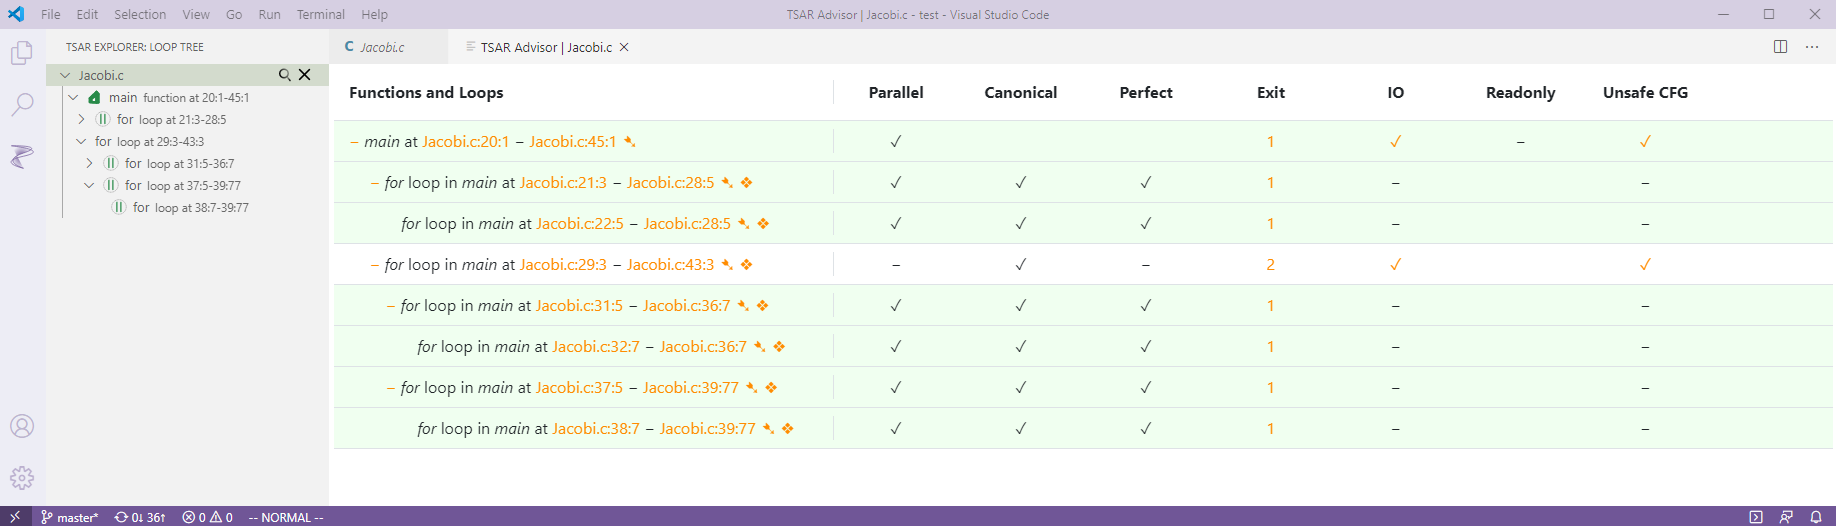 File Edit Selection View Go Run Terminal Help TSAR Advisor | Jacobi.c - test - Visual Studio Code
TSAR EXPLORER: LOOP TREE
Jacobi.c
main function at 20:1-45:1
for loop at 21:3-28:5
for loop at 29:3-43:3
for loop at 31:5-36:7
for loop at 37:5-39:77
for loop at 38:7-39:77
Jacobi.c TSAR Advisor | Jacobi.c
Functions and Loops Parallel Canonical Perfect Exit IO Readonly Unsafe CFG
– main at Jacobi.c:20:1 – Jacobi.c:45:1 ✓ 1 ✓ – ✓
– for loop in main at Jacobi.c:21:3 – Jacobi.c:28:5 ✓ ✓ ✓ 1 – –
for loop in main at Jacobi.c:22:5 – Jacobi.c:28:5 ✓ ✓ ✓ 1 – –
– for loop in main at Jacobi.c:29:3 – Jacobi.c:43:3 – ✓ – 2 ✓ ✓
– for loop in main at Jacobi.c:31:5 – Jacobi.c:36:7 ✓ ✓ ✓ 1 – –
for loop in main at Jacobi.c:32:7 – Jacobi.c:36:7 ✓ ✓ ✓ 1 – –
– for loop in main at Jacobi.c:37:5 – Jacobi.c:39:77 ✓ ✓ ✓ 1 – –
for loop in main at Jacobi.c:38:7 – Jacobi.c:39:77 ✓ ✓ ✓ 1 – –
master* 0↓ 36↑ 0 0 -- NORMAL --